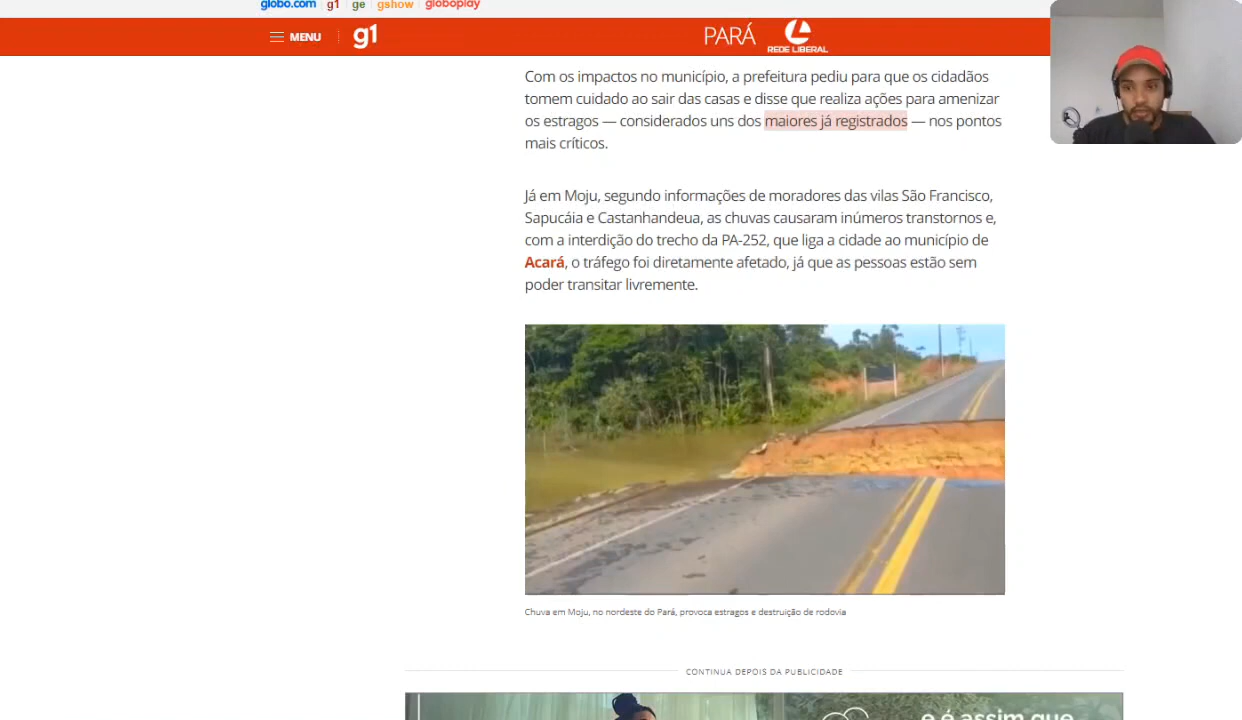 globo.com g1 ge gshow globoplay
MENU g1 PARÁ REDE LIBERAL
Com os impactos no município, a prefeitura pediu para que os cidadãos
tomem cuidado ao sair das casas e disse que realiza ações para amenizar
os estragos — considerados uns dos maiores já registrados — nos pontos
mais críticos.
Já em Moju, segundo informações de moradores das vilas São Francisco,
Sapucáia e Castanhandeua, as chuvas causaram inúmeros transtornos e,
com a interdição do trecho da PA-252, que liga a cidade ao município de
Acará, o tráfego foi diretamente afetado, já que as pessoas estão sem
poder transitar livremente.
Chuva em Moju, no nordeste do Pará, provoca estragos e destruição de rodovia
CONTINUA DEPOIS DA PUBLICIDADE
e é assim que